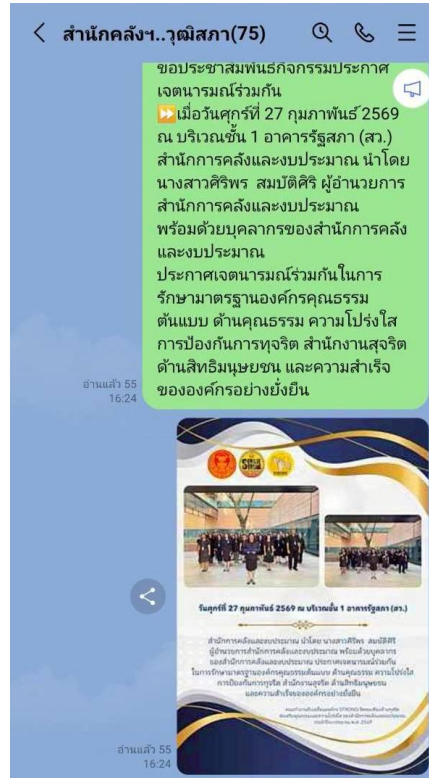 สำนักคลังฯ..วุฒิสภา(75)
ขอประชาสัมพันธ์กิจกรรมประกาศ
เจตนารมณ์ร่วมกัน
⏩เมื่อวันศุกร์ที่ 27 กุมภาพันธ์ 2569
ณ บริเวณชั้น 1 อาคารรัฐสภา (สว.)
สำนักการคลังและงบประมาณ นำโดย
นางสาวศิริพร สมบัติศิริ ผู้อำนวยการ
สำนักการคลังและงบประมาณ
พร้อมด้วยบุคลากรของสำนักการคลัง
และงบประมาณ
ประกาศเจตนารมณ์ร่วมกันในการ
รักษามาตรฐานองค์กรคุณธรรม
ต้นแบบ ด้านคุณธรรม ความโปร่งใส
การป้องกันการทุจริต สำนักงานสุจริต
ด้านสิทธิมนุษยชน และความสำเร็จ
ขององค์กรอย่างยั่งยืน
อ่านแล้ว 55
16:24
วันศุกร์ที่ 27 กุมภาพันธ์ 2569 ณ บริเวณชั้น 1 อาคารรัฐสภา (สว.)
สำนักการคลังและงบประมาณ นำโดย นางสาวศิริพร สมบัติศิริ
ผู้อำนวยการสำนักการคลังและงบประมาณ พร้อมด้วยบุคลากร
ของสำนักการคลังและงบประมาณ ประกาศเจตนารมณ์ร่วมกัน
ในการรักษามาตรฐานองค์กรคุณธรรมต้นแบบ ด้านคุณธรรม ความโปร่งใส
การป้องกันการทุจริต สำนักงานสุจริต ด้านสิทธิมนุษยชน
และความสำเร็จขององค์กรอย่างยั่งยืน
อ่านแล้ว 55
16:24